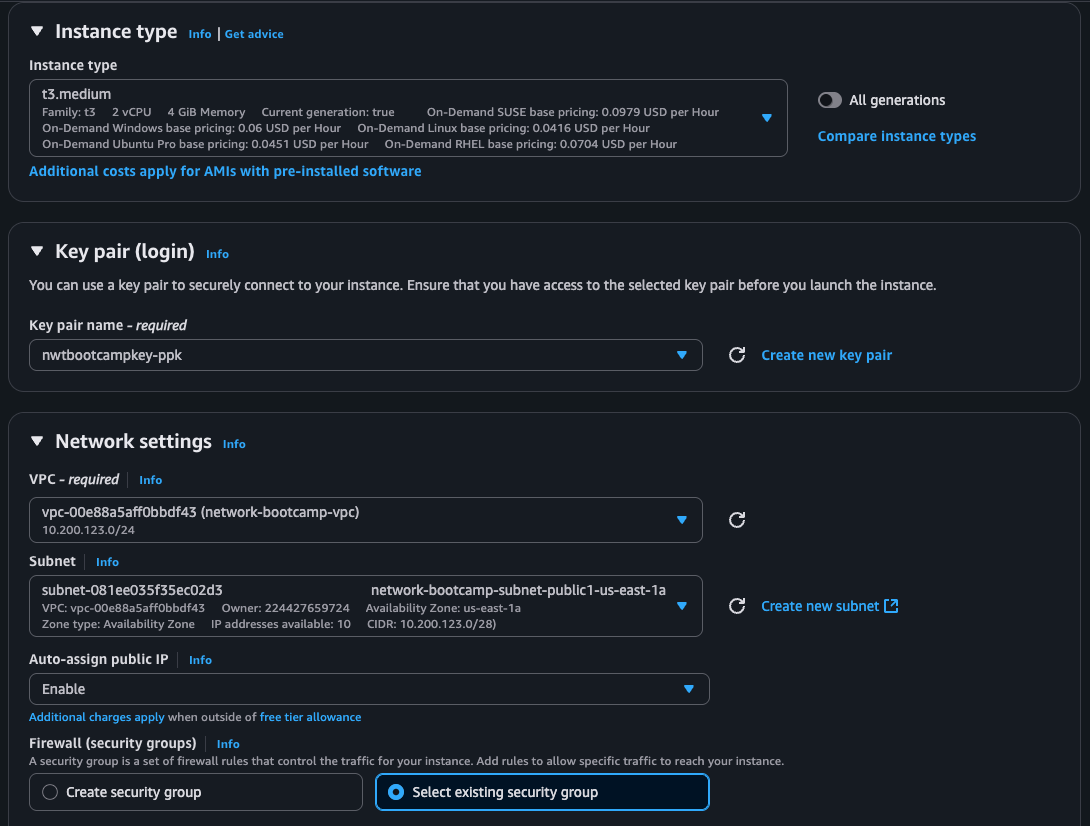 Instance type Info | Get advice
Instance type
t3.medium
Family: t3 2 vCPU 4 GiB Memory Current generation: true On-Demand SUSE base pricing: 0.0979 USD per Hour
On-Demand Windows base pricing: 0.06 USD per Hour On-Demand Linux base pricing: 0.0416 USD per Hour
On-Demand Ubuntu Pro base pricing: 0.0451 USD per Hour On-Demand RHEL base pricing: 0.0704 USD per Hour
All generations
Compare instance types
Additional costs apply for AMIs with pre-installed software
Key pair (login) Info
You can use a key pair to securely connect to your instance. Ensure that you have access to the selected key pair before you launch the instance.
Key pair name - required
nwtbootcampkey-ppk
Create new key pair
Network settings Info
VPC - required Info
vpc-00e88a5aff0bbdf43 (network-bootcamp-vpc)
10.200.123.0/24
Subnet Info
subnet-081ee035f35ec02d3 network-bootcamp-subnet-public1-us-east-1a
VPC: vpc-00e88a5aff0bbdf43 Owner: 224427659724 Availability Zone: us-east-1a
Zone type: Availability Zone IP addresses available: 10 CIDR: 10.200.123.0/28)
Create new subnet
Auto-assign public IP Info
Enable
Additional charges apply when outside of free tier allowance
Firewall (security groups) Info
A security group is a set of firewall rules that control the traffic for your instance. Add rules to allow specific traffic to reach your instance.
Create security group
Select existing security group